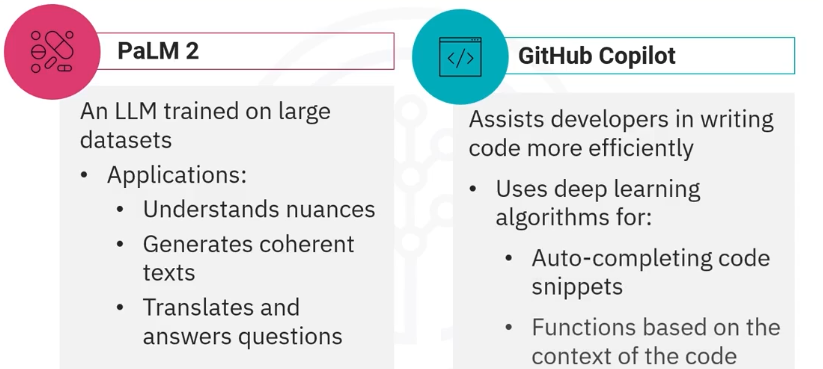 PaLM 2
An LLM trained on large
datasets
• Applications:
• Understands nuances
• Generates coherent
texts
• Translates and
answers questions
</>
GitHub Copilot
Assists developers in writing
code more efficiently
• Uses deep learning
algorithms for:
• Auto-completing code
snippets
• Functions based on the
context of the code